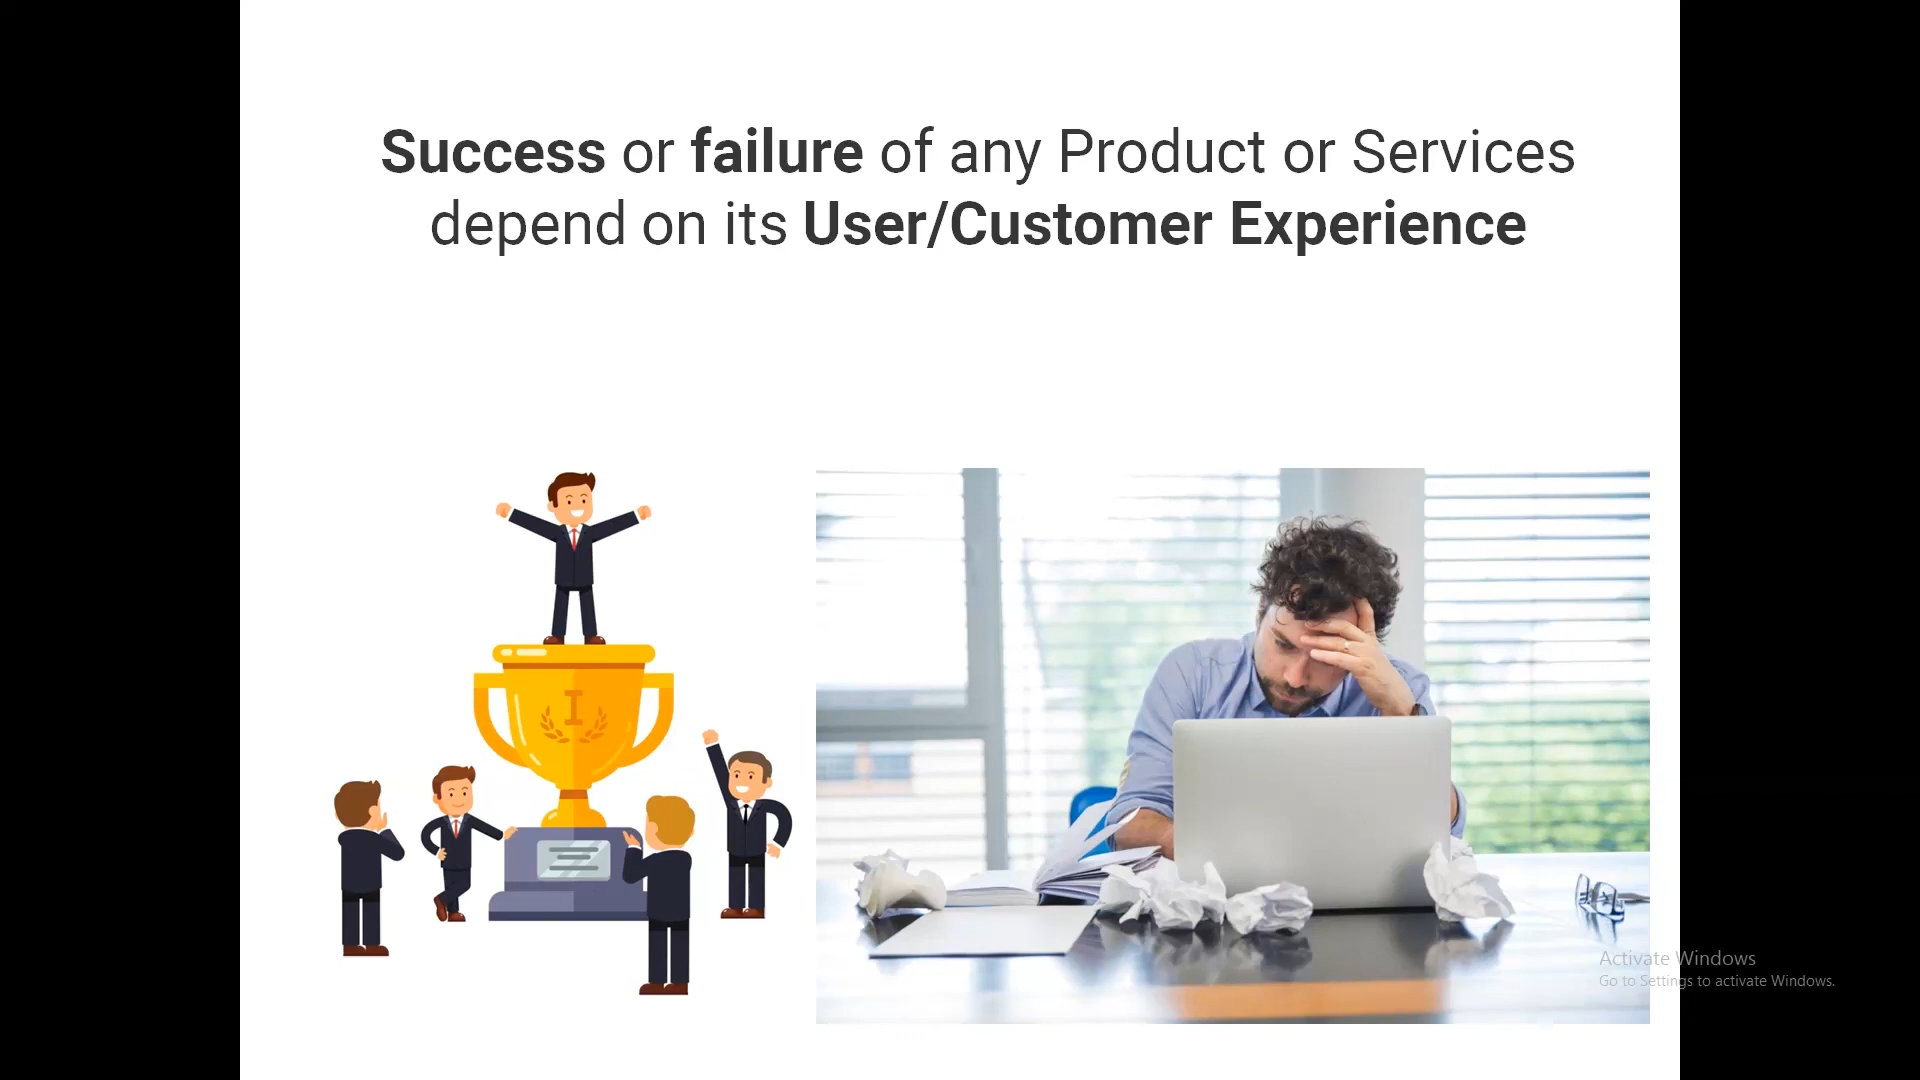 Success or failure of any Product or Services
depend on its User/Customer Experience
I
Activate Windows
Go to Settings to activate Windows.